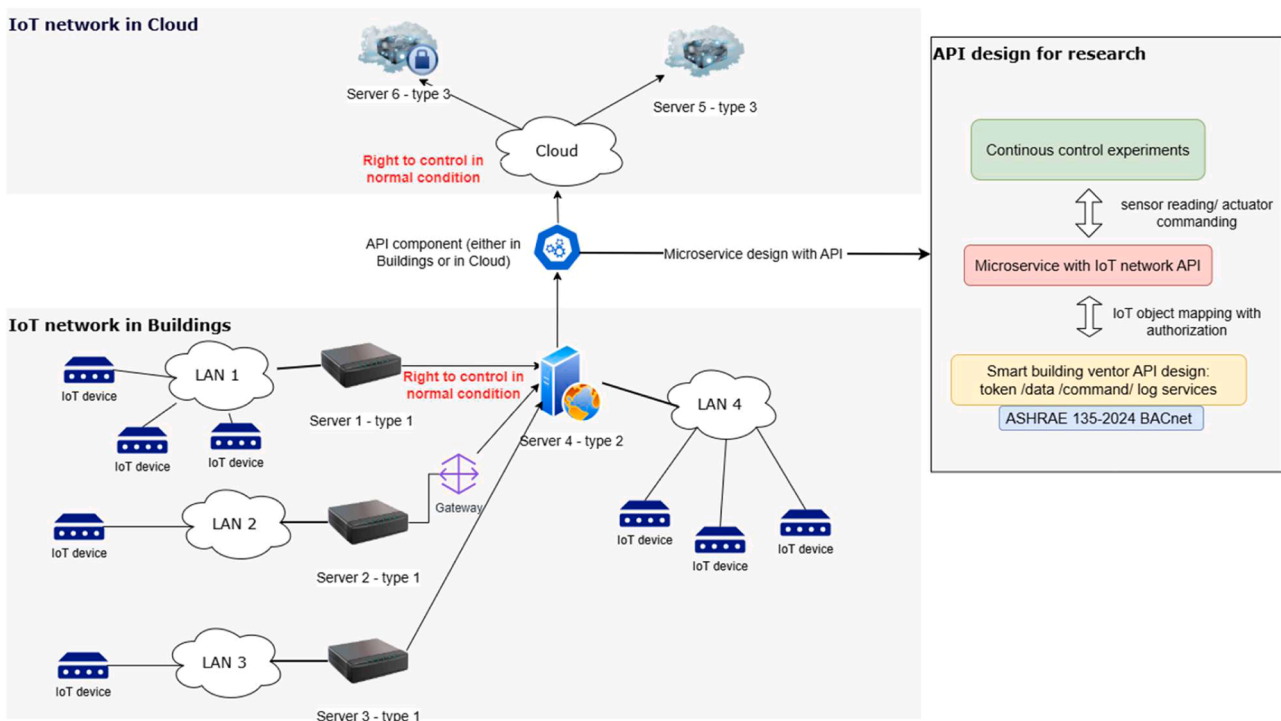 IoT network in Cloud
Server 6 - type 3
Server 5 - type 3
Cloud
Right to control in
normal condition
API component (either in
Buildings or in Cloud)
Microservice design with API
IoT network in Buildings
LAN 1
IoT device
IoT device
IoT device
Server 1 - type 1
Right to control in
normal condition
Server 4 - type 2
LAN 4
IoT device
IoT device
IoT device
Gateway
LAN 2
IoT device
Server 2 - type 1
LAN 3
IoT device
Server 3 - type 1
API design for research
Continous control experiments
sensor reading/ actuator
commanding
Microservice with IoT network API
IoT object mapping with
authorization
Smart building ventor API design:
token /data /command/ log services
ASHRAE 135-2024 BACnet